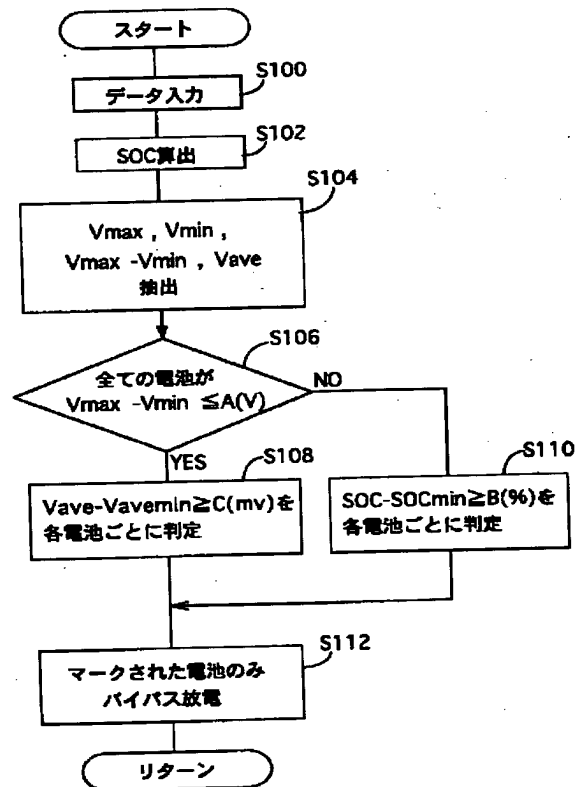 スタート
S100
データ入力
S102
SOC算出
S104
Vmax , Vmin ,
Vmax -Vmin , Vave
抽出
S106
全ての電池が
Vmax -Vmin ≦A(V)
NO
YES
S108
Vave-Vavemin≧C(mv)を
各電池ごとに判定
S110
SOC-SOCmin≧B(%)を
各電池ごとに判定
S112
マークされた電池のみ
バイパス放電
リターン